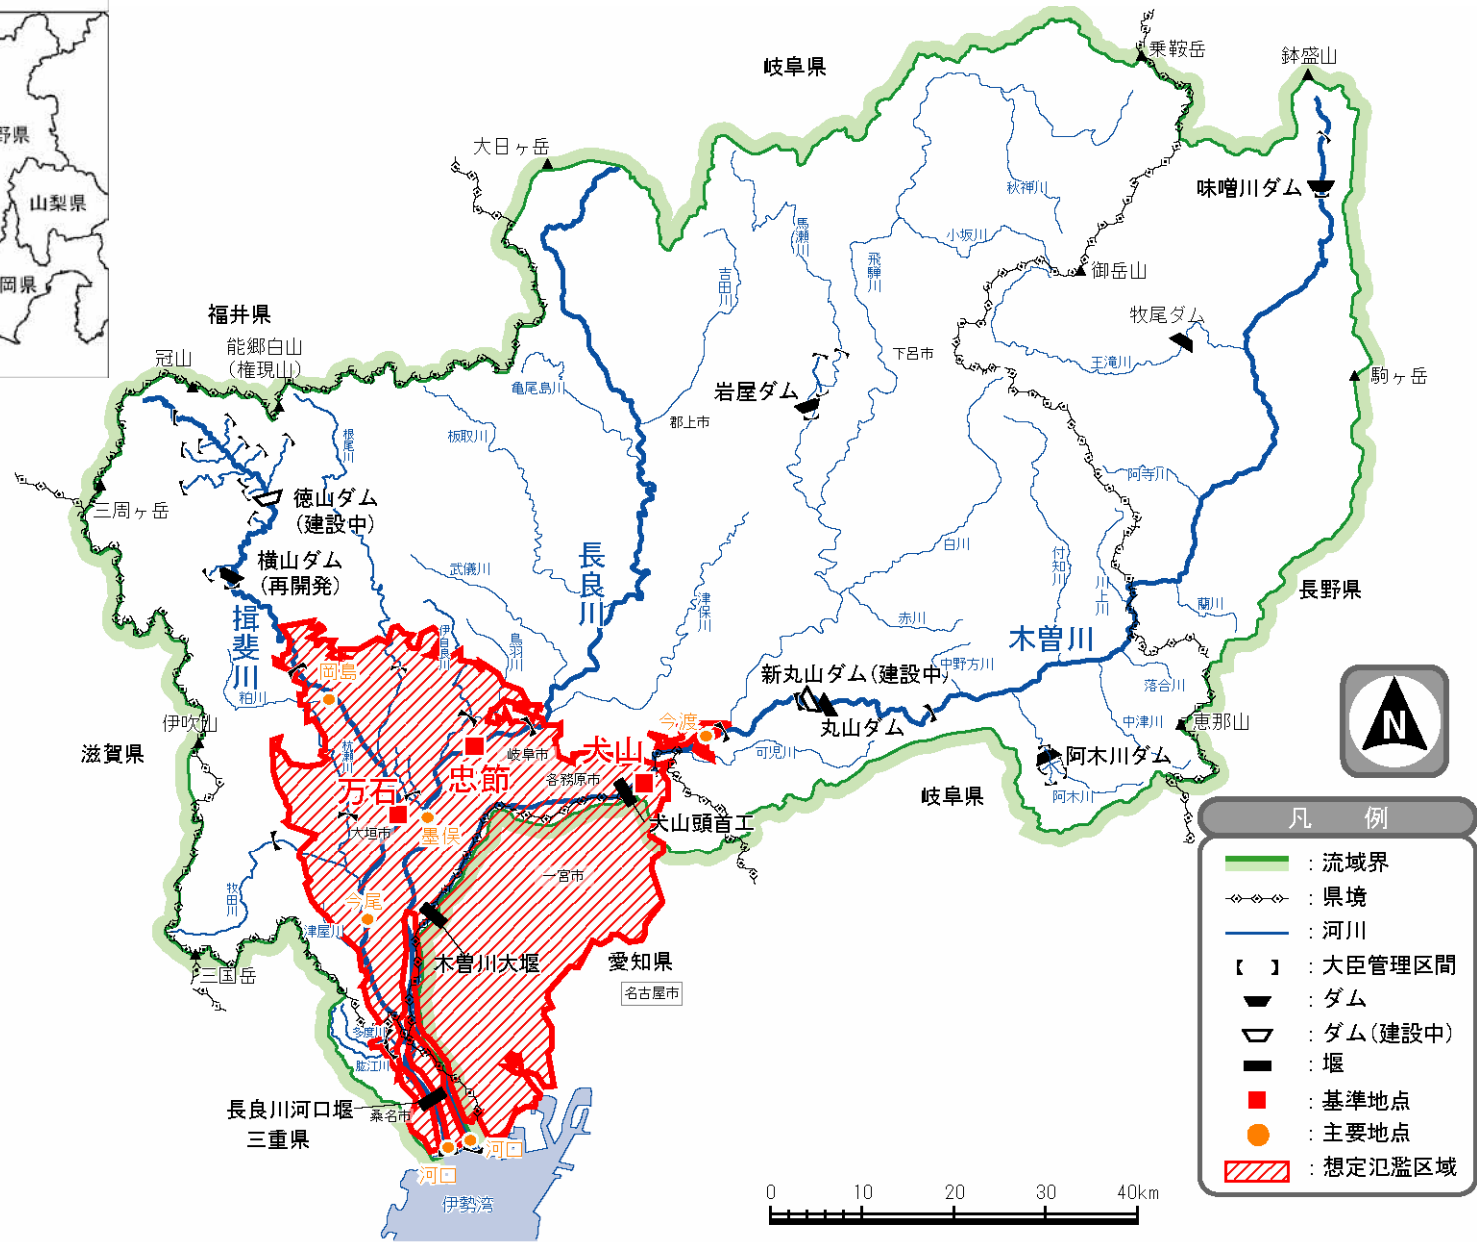 野県
山梨県
岡県
岐阜県
乗鞍岳
鉢盛山
大日ヶ岳
秋神川
味噌川ダム
馬瀬川
小坂川
飛騨川
吉田川
御岳山
福井県
能郷白山
(権現山)
冠山
牧尾ダム
下呂市
王滝川
駒ヶ岳
亀尾島川
岩屋ダム
郡上市
板取川
根尾川
阿寺川
三周ヶ岳
徳山ダム
(建設中)
白川
付知川
川上川
横山ダム
(再開発)
武儀川
長良川
津保川
長野県
蘭川
揖斐川
伊自良川
鳥羽川
赤川
木曽川
岡島
中野方川
新丸山ダム(建設中)
粕川
落合川
伊吹山
今渡
丸山ダム
中津川
恵那山
滋賀県
杭瀬川
岐阜市
犬山
可児川
阿木川ダム
忠節
各務原市
万石
岐阜県
阿木川
墨俣
大垣市
犬山頭首工
一宮市
牧田川
今尾
津屋川
木曽川大堰
愛知県
三国岳
名古屋市
多度川
肱江川
長良川河口堰
桑名市
三重県
河口
河口
伊勢湾
N
凡 例
:流域界
:県境
:河川
:大臣管理区間
:ダム
:ダム(建設中)
:堰
:基準地点
:主要地点
:想定氾濫区域
0 10 20 30 40km